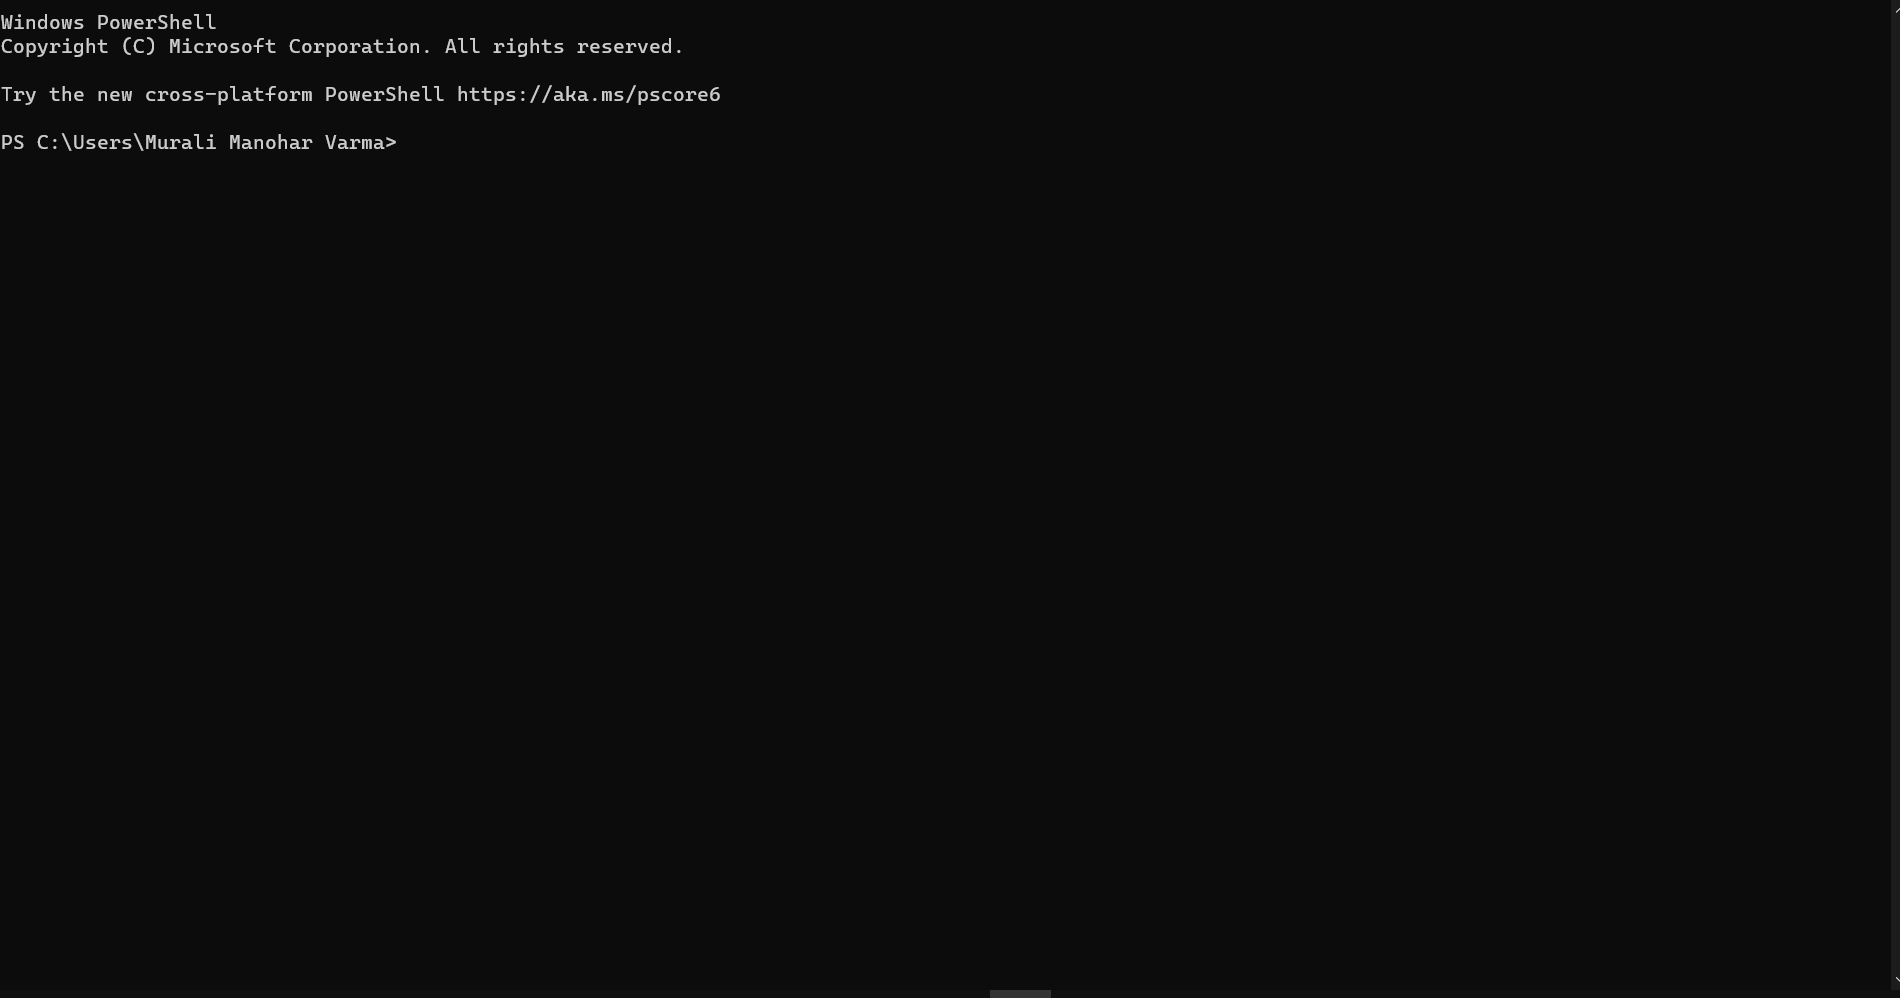 Windows PowerShell
Copyright (C) Microsoft Corporation. All rights reserved.
Try the new cross-platform PowerShell https://aka.ms/pscore6
PS C:\Users\Murali Manohar Varma>